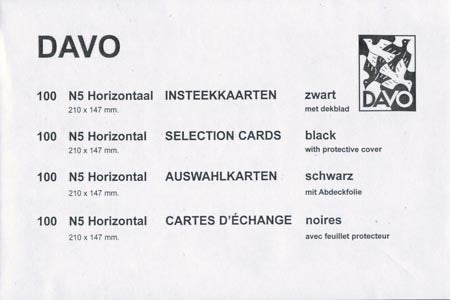 DAVO
DAVO
100 N5 Horizontaal INSTEEKKAARTEN zwart
210 x 147 mm. met dekblad
100 N5 Horizontal SELECTION CARDS black
210 x 147 mm. with protective cover
100 N5 Horizontal AUSWAHLKARTEN schwarz
210 x 147 mm. mit Abdeckfolie
100 N5 Horizontal CARTES D'ÉCHANGE noires
210 x 147 mm. avec feuillet protecteur